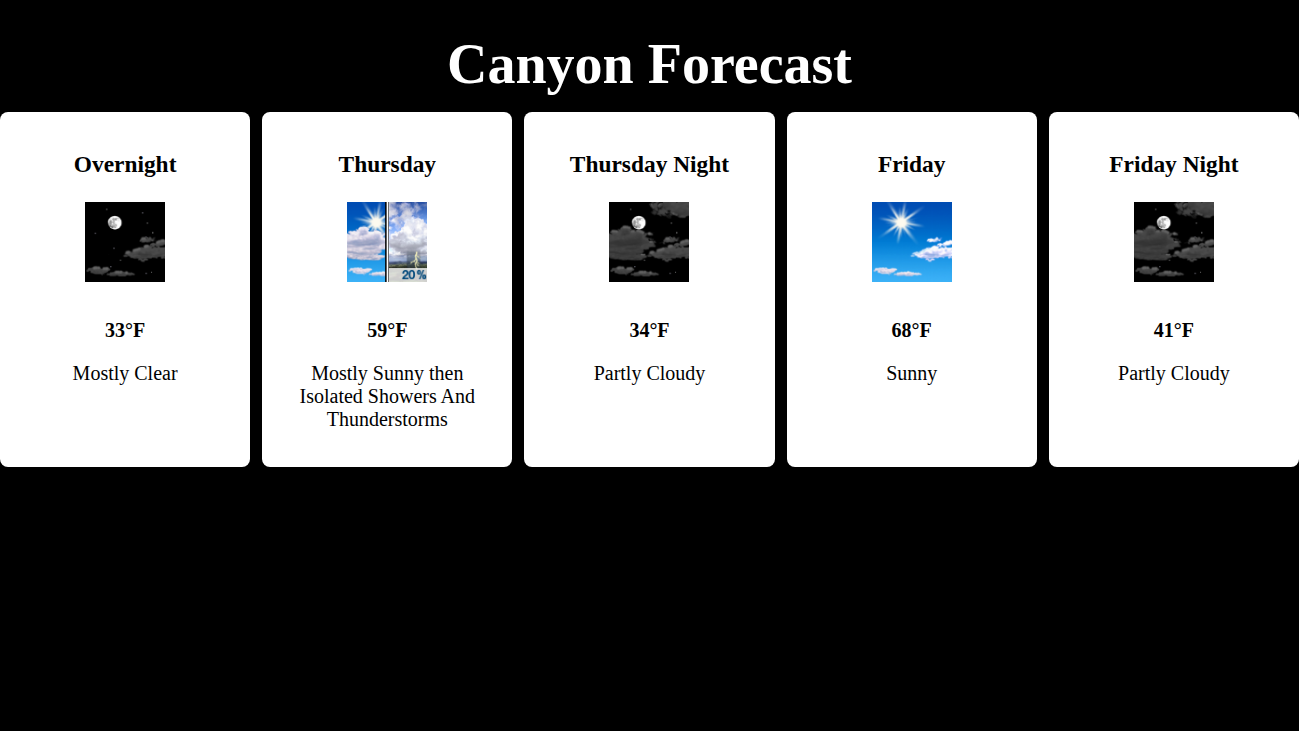 Canyon Forecast
Overnight
33°F
Mostly Clear
Thursday
20%
59°F
Mostly Sunny then
Isolated Showers And
Thunderstorms
Thursday Night
34°F
Partly Cloudy
Friday
68°F
Sunny
Friday Night
41°F
Partly Cloudy